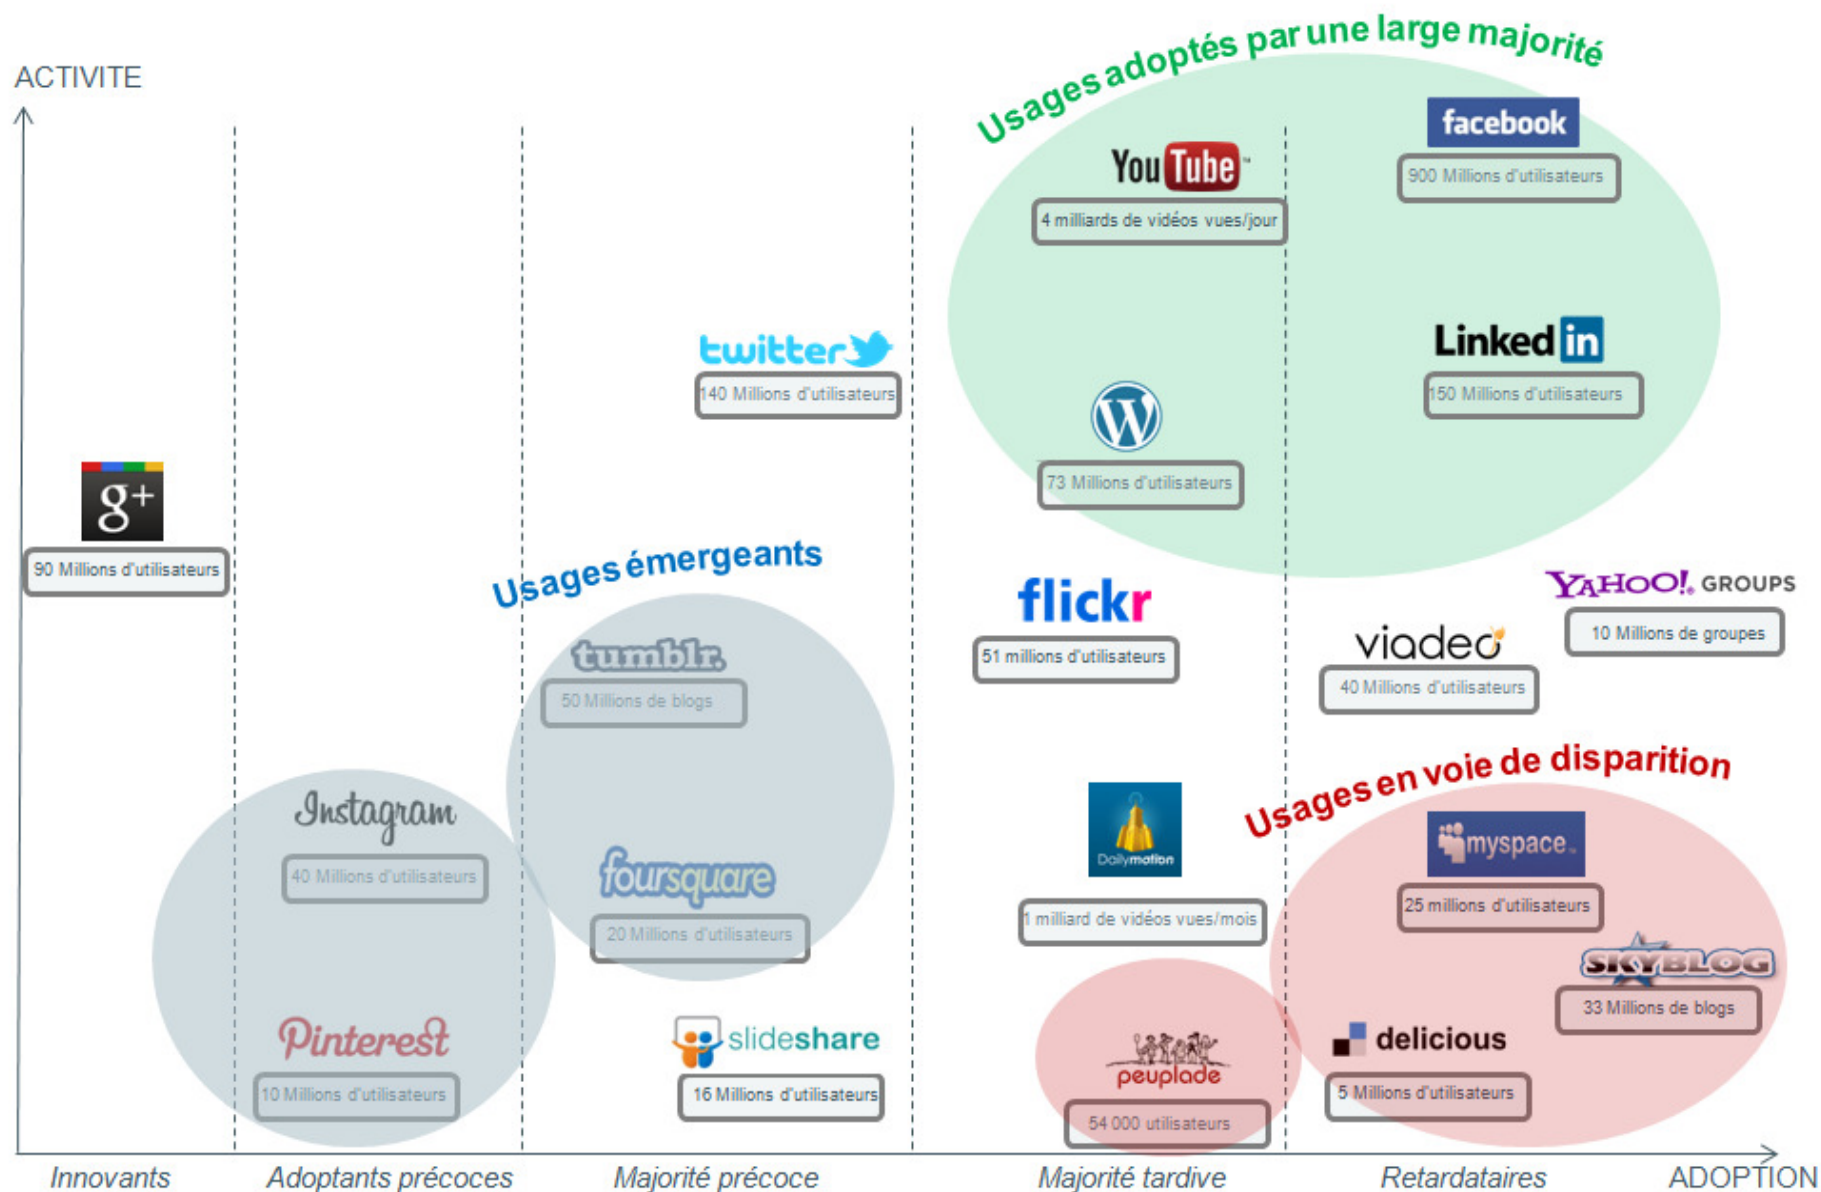 Usages adoptés par une large majorité
ACTIVITE
facebook
900 Millions d'utilisateurs
YouTube™
4 milliards de vidéos vues/jour
twitter
140 Millions d'utilisateurs
Linked in
150 Millions d'utilisateurs
W
73 Millions d'utilisateurs
g+
90 Millions d'utilisateurs
Usages émergeants
tumblr.
50 Millions de blogs
flickr
51 millions d'utilisateurs
YAHOO! GROUPS
10 Millions de groupes
viadeo
40 Millions d'utilisateurs
Usages en voie de disparition
Instagram
40 Millions d'utilisateurs
foursquare
20 Millions d'utilisateurs
Dailymotion
1 milliard de vidéos vues/mois
myspace
25 millions d'utilisateurs
SKYBLOG
33 Millions de blogs
Pinterest
10 Millions d'utilisateurs
slideshare
16 Millions d'utilisateurs
peuplade
54 000 utilisateurs
delicious
5 Millions d'utilisateurs
Innovants
Adoptants précoces
Majorité précoce
Majorité tardive
Retardataires
ADOPTION